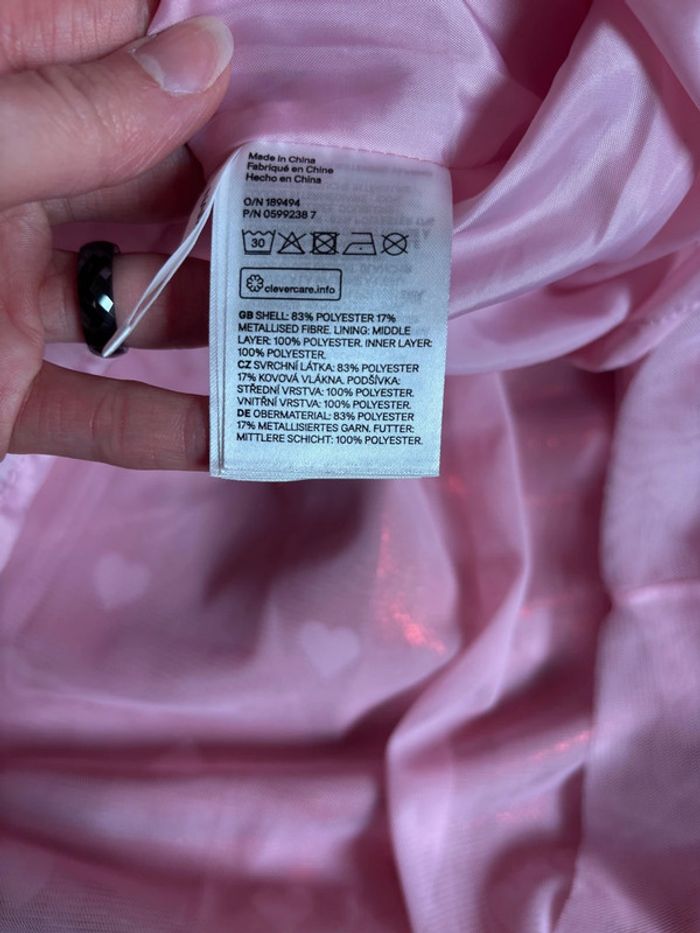 Made in China
Fabriqué en Chine
Hecho en China
O/N 189494
P/N 0599238 7
30
clevercare.info
GB SHELL: 83% POLYESTER 17%
METALLISED FIBRE. LINING: MIDDLE
LAYER: 100% POLYESTER. INNER LAYER:
100% POLYESTER.
CZ SVRCHNÍ LÁTKA: 83% POLYESTER
17% KOVOVÁ VLÁKNA. PODŠÍVKA:
STŘEDNÍ VRSTVA: 100% POLYESTER.
VNITŘNÍ VRSTVA: 100% POLYESTER.
DE OBERMATERIAL: 83% POLYESTER
17% METALLISIERTES GARN. FUTTER:
MITTLERE SCHICHT: 100% POLYESTER.